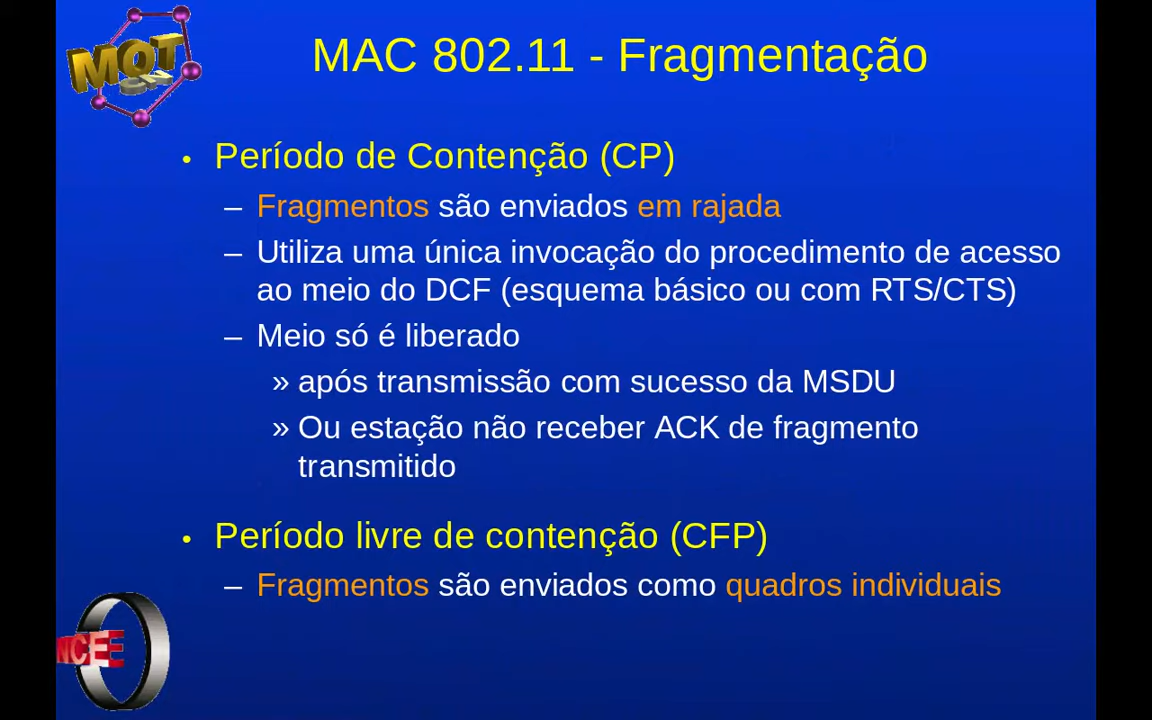 MQT
MAC 802.11 - Fragmentação
• Período de Contenção (CP)
– Fragmentos são enviados em rajada
– Utiliza uma única invocação do procedimento de acesso
ao meio do DCF (esquema básico ou com RTS/CTS)
– Meio só é liberado
» após transmissão com sucesso da MSDU
» Ou estação não receber ACK de fragmento
transmitido
• Período livre de contenção (CFP)
– Fragmentos são enviados como quadros individuais